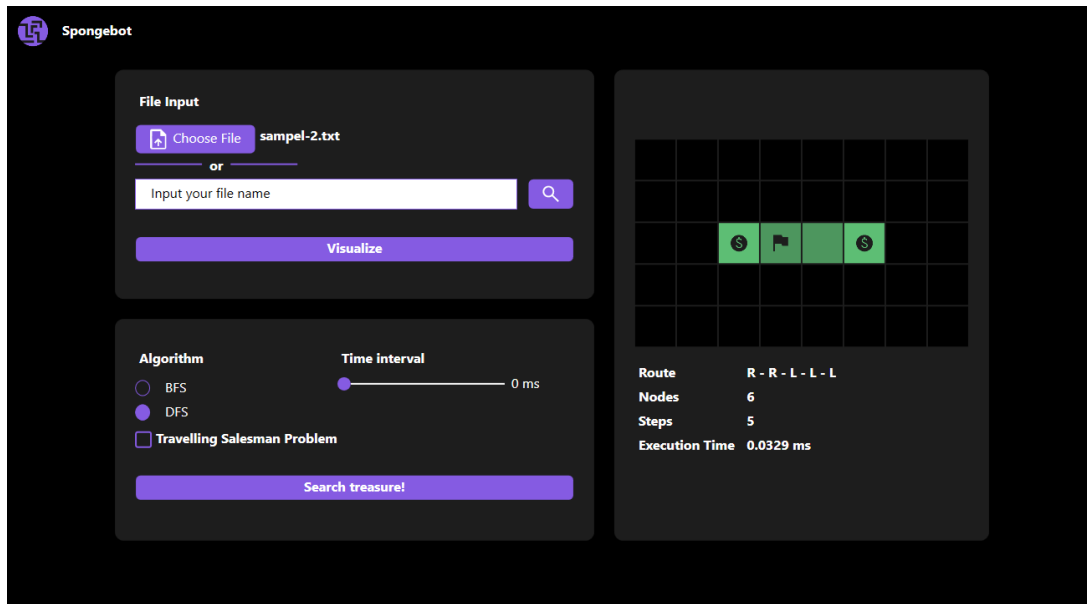 Spongebot
File Input
Choose File sampel-2.txt
or
Input your file name
Visualize
Algorithm
BFS
DFS
Travelling Salesman Problem
Time interval
0 ms
Search treasure!
$ $
Route R - R - L - L - L
Nodes 6
Steps 5
Execution Time 0.0329 ms